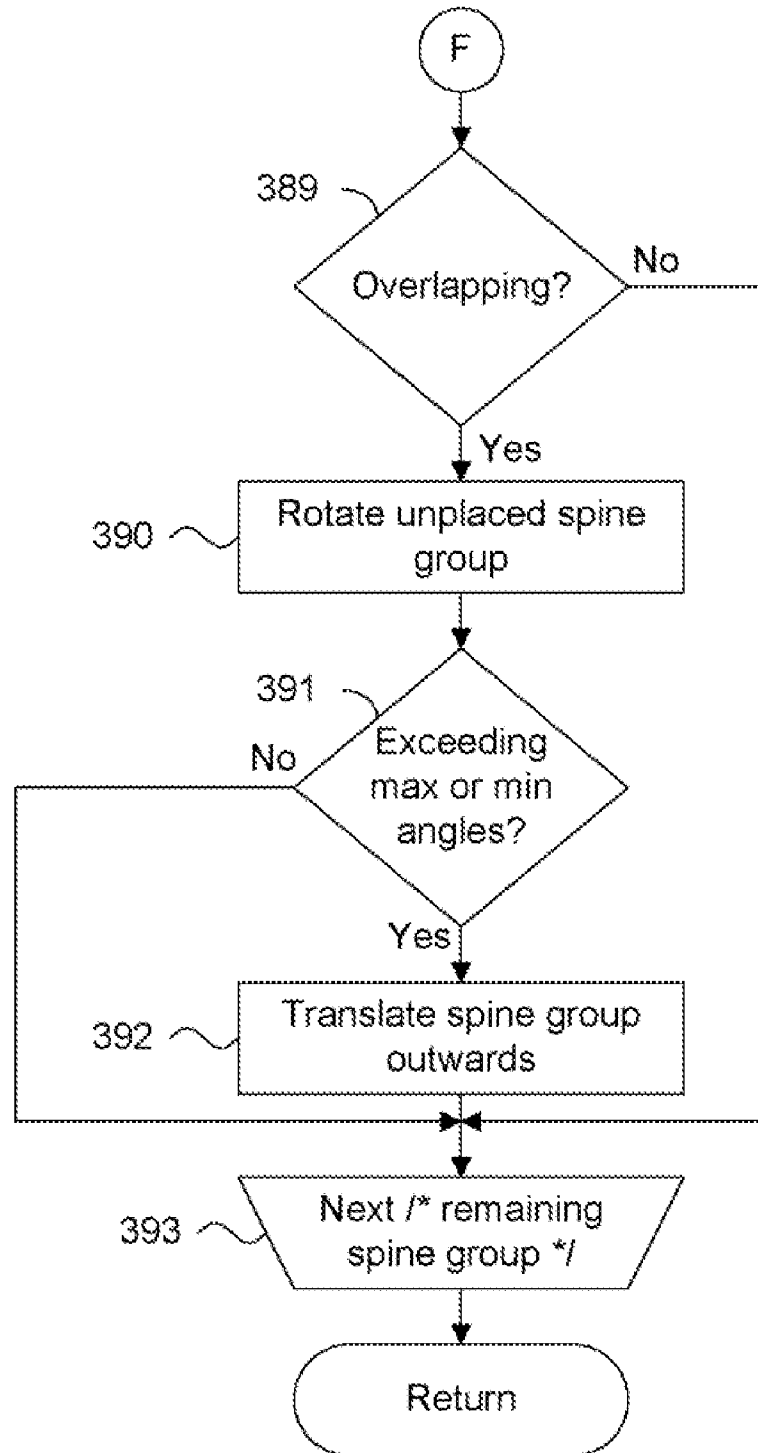 F
389
Overlapping?
No
Yes
390
Rotate unplaced spine
group
391
No
Exceeding
max or min
angles?
Yes
392
Translate spine group
outwards
393
Next /* remaining
spine group */
Return